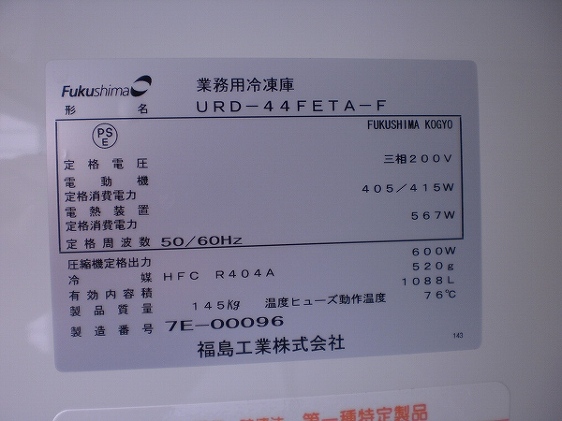 Fukushima 業務用冷凍庫
形名 URD-44FETA-F
PSE FUKUSHIMA KOGYO
定格電圧 三相200V
電動機
定格消費電力 405/415W
電熱装置
定格消費電力 567W
定格周波数 50/60Hz
圧縮機定格出力 600W
冷媒 HFC R404A 520g
有効内容積 1088L
製品質量 145Kg 温度ヒューズ動作温度 76℃
製造番号 7E-00096
福島工業株式会社
143
第一種特定製品